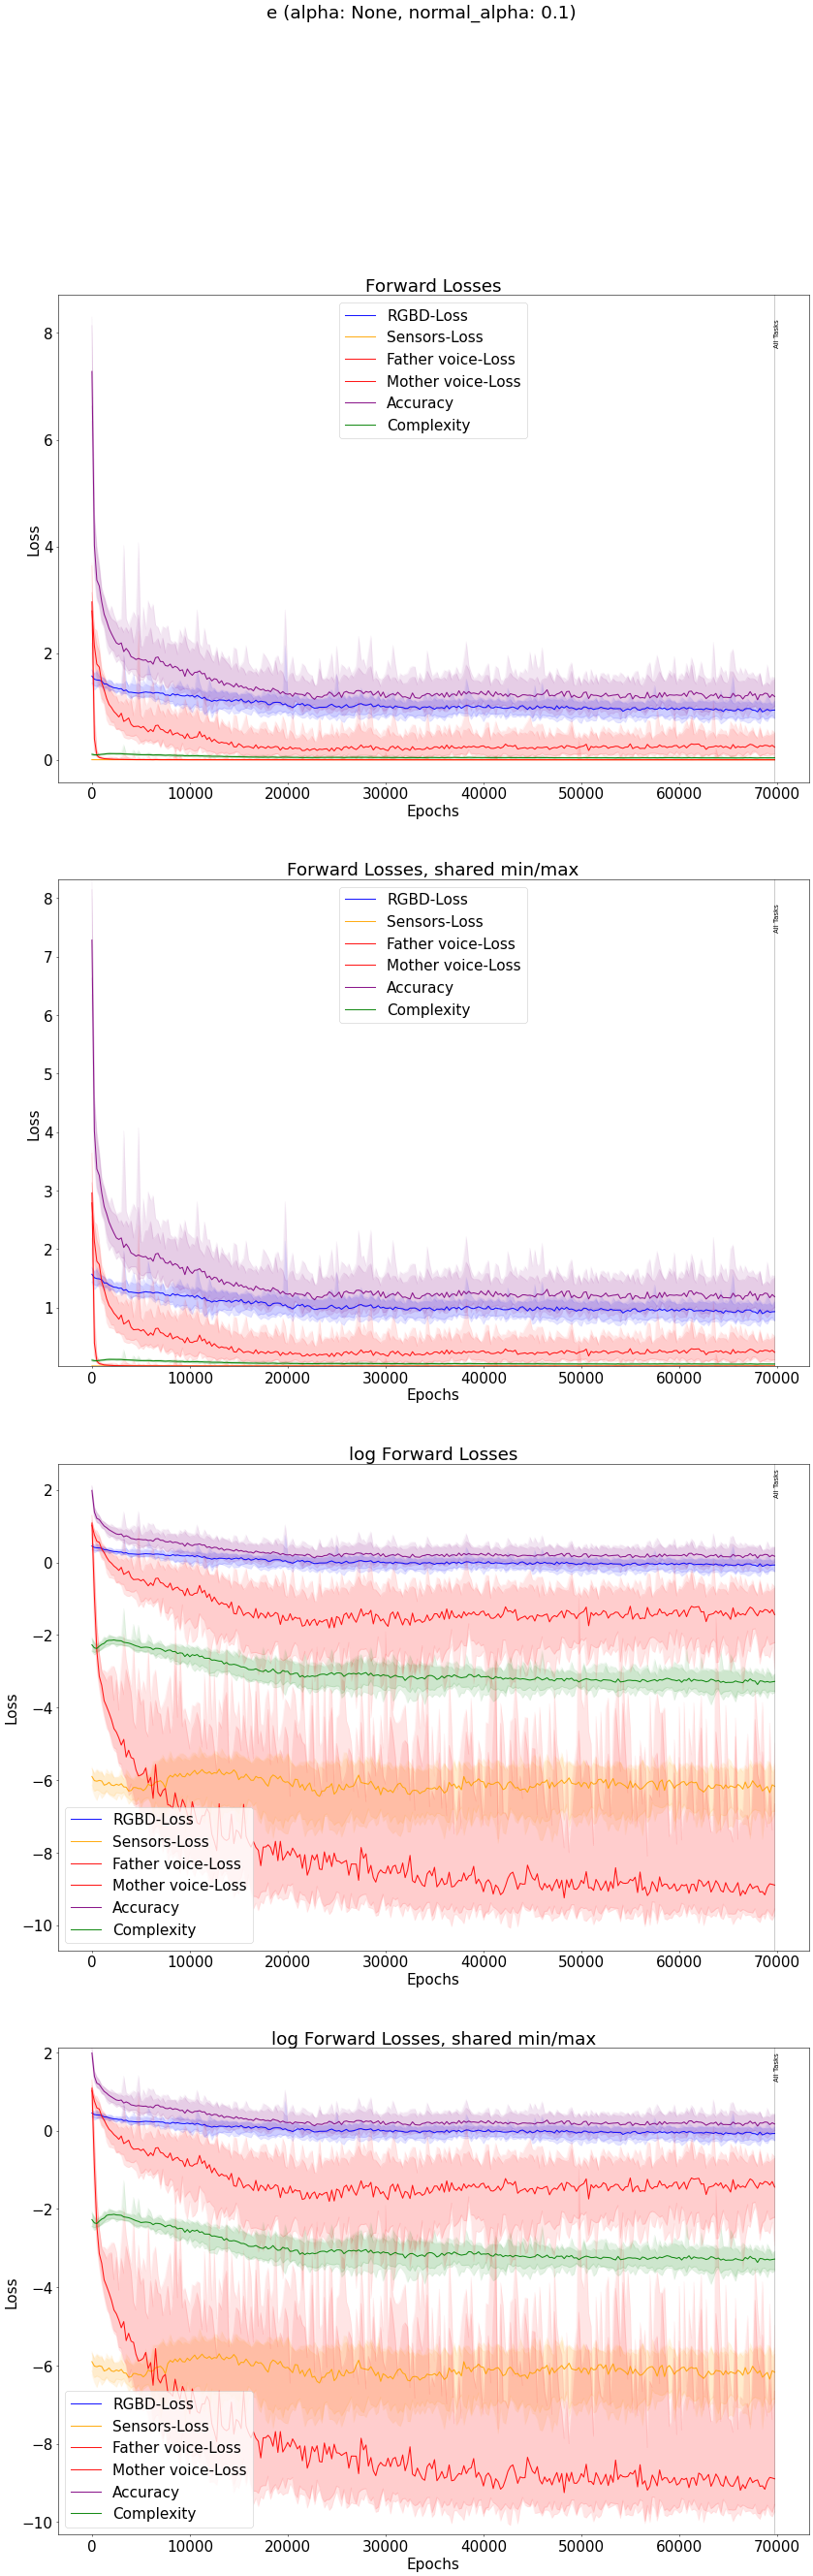 e (alpha: None, normal_alpha: 0.1)
Forward Losses
RGBD-Loss
Sensors-Loss
Father voice-Loss
Mother voice-Loss
Accuracy
Complexity
All Tasks
8
6
4
2
0
Loss
0 10000 20000 30000 40000 50000 60000 70000
Epochs
Forward Losses, shared min/max
RGBD-Loss
Sensors-Loss
Father voice-Loss
Mother voice-Loss
Accuracy
Complexity
All Tasks
8
7
6
5
4
3
2
1
Loss
0 10000 20000 30000 40000 50000 60000 70000
Epochs
log Forward Losses
All Tasks
2
0
−2
−4
−6
−8
−10
Loss
RGBD-Loss
Sensors-Loss
Father voice-Loss
Mother voice-Loss
Accuracy
Complexity
0 10000 20000 30000 40000 50000 60000 70000
Epochs
log Forward Losses, shared min/max
All Tasks
2
0
−2
−4
−6
−8
−10
Loss
RGBD-Loss
Sensors-Loss
Father voice-Loss
Mother voice-Loss
Accuracy
Complexity
0 10000 20000 30000 40000 50000 60000 70000
Epochs